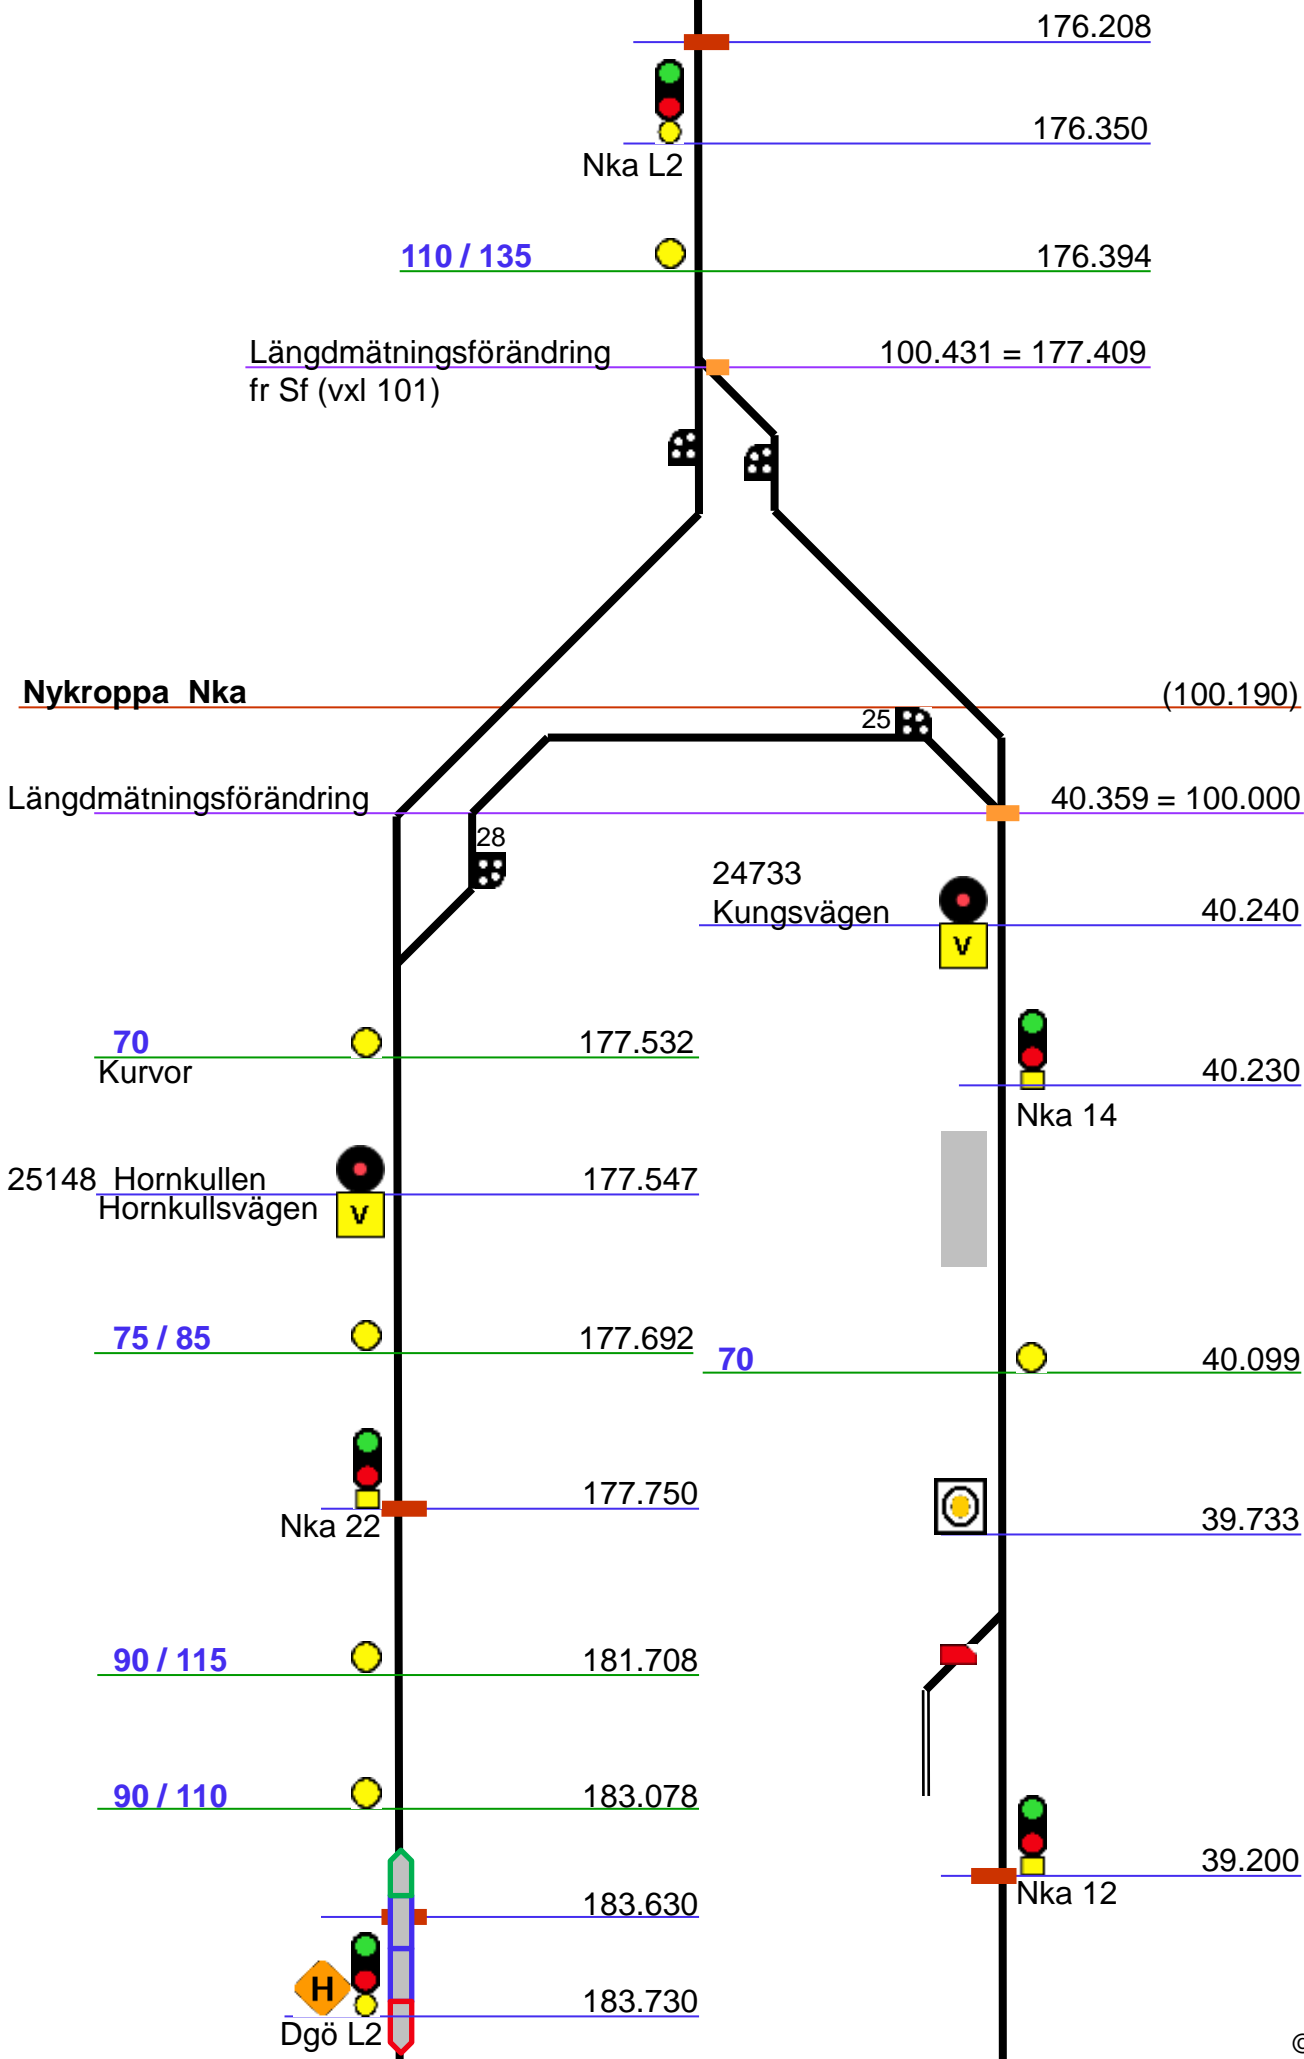 176.208
176.350
Nka L2
110 / 135
176.394
Längdmätningsförändring
100.431 = 177.409
fr Sf (vxl 101)
Nykroppa Nka
(100.190)
25
Längdmätningsförändring
40.359 = 100.000
28
24733
Kungsvägen
40.240
V
70
177.532
Kurvor
40.230
Nka 14
25148 Hornkullen
177.547
Hornkullsvägen
V
75 / 85
177.692
70
40.099
177.750
Nka 22
39.733
90 / 115
181.708
90 / 110
183.078
39.200
Nka 12
183.630
H
183.730
Dgö L2
©